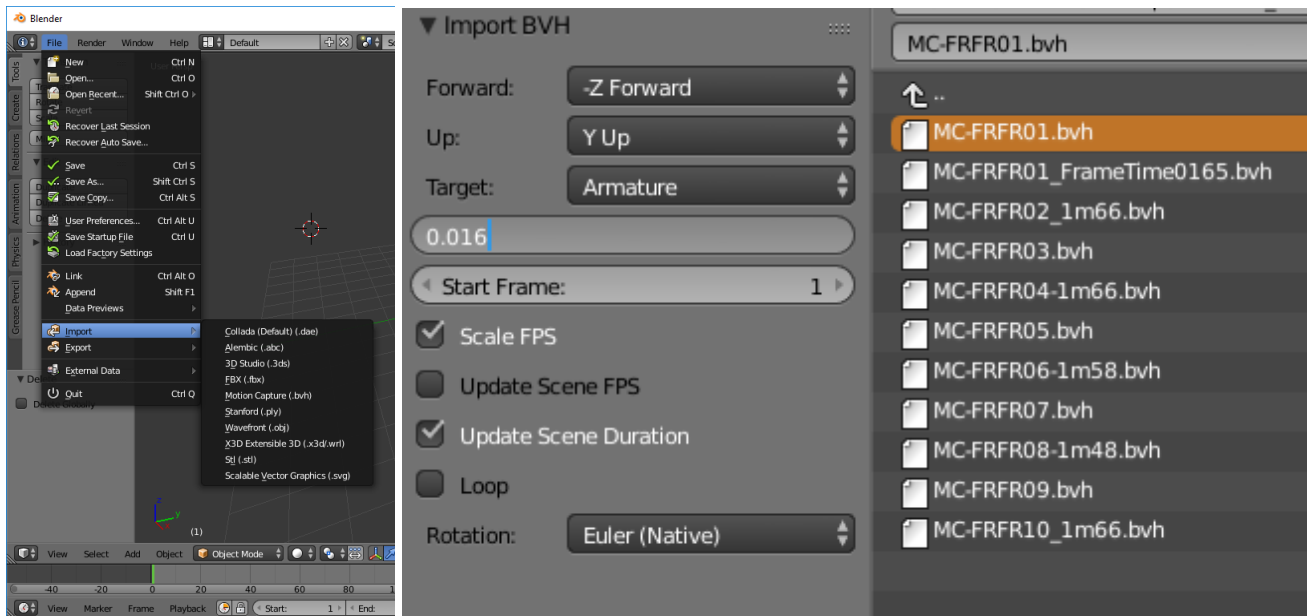 Blender
File Render Window Help Default
New Ctrl N
Open... Ctrl O
Open Recent... Shift Ctrl O
Revert
Recover Last Session
Recover Auto Save...
Save Ctrl S
Save As... Shift Ctrl S
Save Copy... Ctrl Alt S
User Preferences... Ctrl Alt U
Save Startup File Ctrl U
Load Factory Settings
Link Ctrl Alt O
Append Shift F1
Data Previews
Import
Export
External Data
Quit Ctrl Q
Tools
Create
Relations
Animation
Physics
Grease Pencil
Collada (Default) (.dae)
Alembic (.abc)
3D Studio (.3ds)
FBX (.fbx)
Motion Capture (.bvh)
Stanford (.ply)
Wavefront (.obj)
X3D Extensible 3D (.x3d/.wrl)
Stl (.stl)
Scalable Vector Graphics (.svg)
z
y
(1)
View Select Add Object Object Mode
-40 -20 0 20 40 60 80
View Marker Frame Playback Start: 1 End:
Import BVH
Forward: -Z Forward
Up: Y Up
Target: Armature
0.016
Start Frame: 1
Scale FPS
Update Scene FPS
Update Scene Duration
Loop
Rotation: Euler (Native)
MC-FRFR01.bvh
..
MC-FRFR01.bvh
MC-FRFR01_FrameTime0165.bvh
MC-FRFR02_1m66.bvh
MC-FRFR03.bvh
MC-FRFR04-1m66.bvh
MC-FRFR05.bvh
MC-FRFR06-1m58.bvh
MC-FRFR07.bvh
MC-FRFR08-1m48.bvh
MC-FRFR09.bvh
MC-FRFR10_1m66.bvh